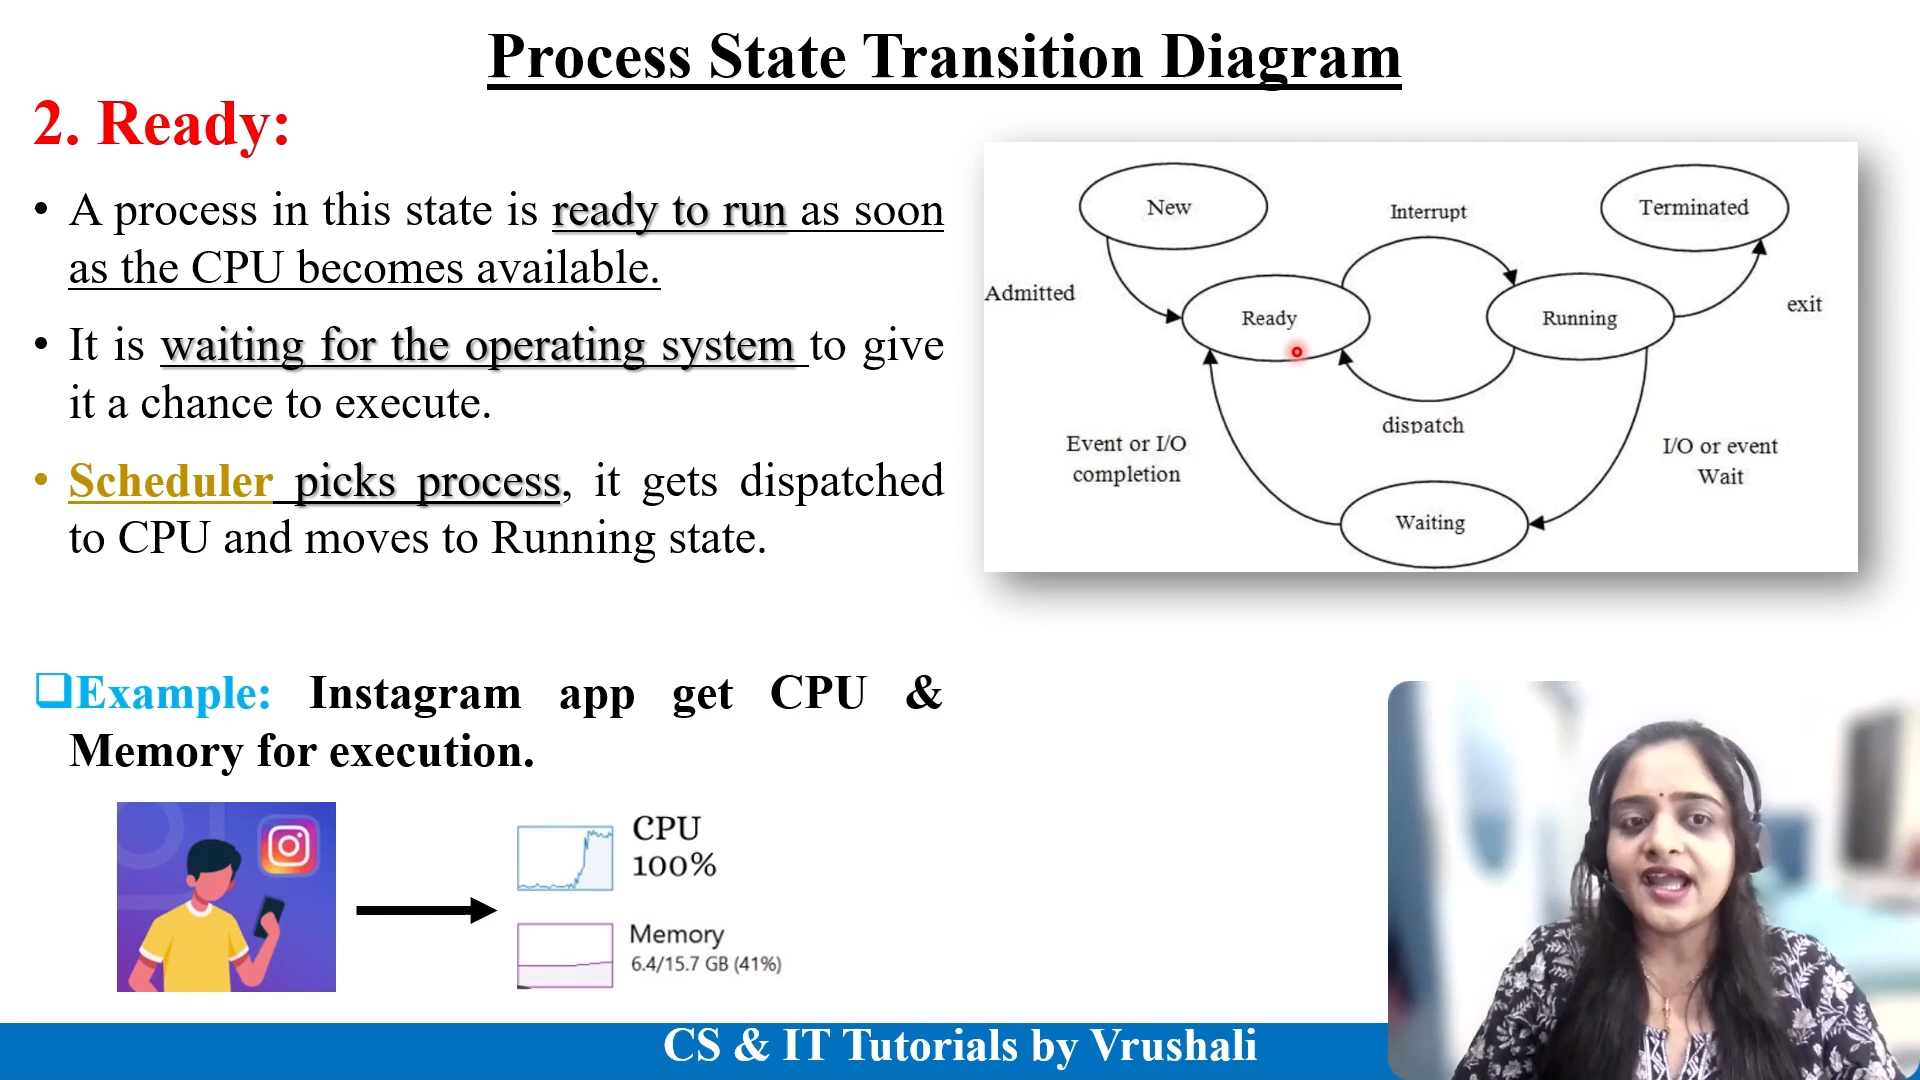 Process State Transition Diagram
2. Ready:
• A process in this state is ready to run as soon
as the CPU becomes available.
• It is waiting for the operating system to give
it a chance to execute.
• Scheduler picks process, it gets dispatched
to CPU and moves to Running state.
❑Example: Instagram app get CPU &
Memory for execution.
CPU
100%
Memory
6.4/15.7 GB (41%)
New
Interrupt
Terminated
Admitted
Ready
Running
exit
dispatch
Event or I/O
completion
I/O or event
Wait
Waiting
CS & IT Tutorials by Vrushali